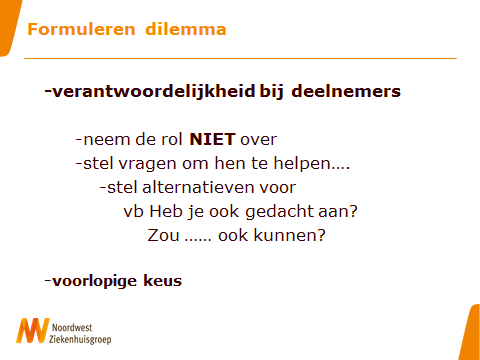 Formuleren dilemma
-verantwoordelijkheid bij deelnemers
-neem de rol NIET over
-stel vragen om hen te helpen....
-stel alternatieven voor
vb Heb je ook gedacht aan?
Zou ...... ook kunnen?
-voorlopige keus
Noordwest
Ziekenhuisgroep